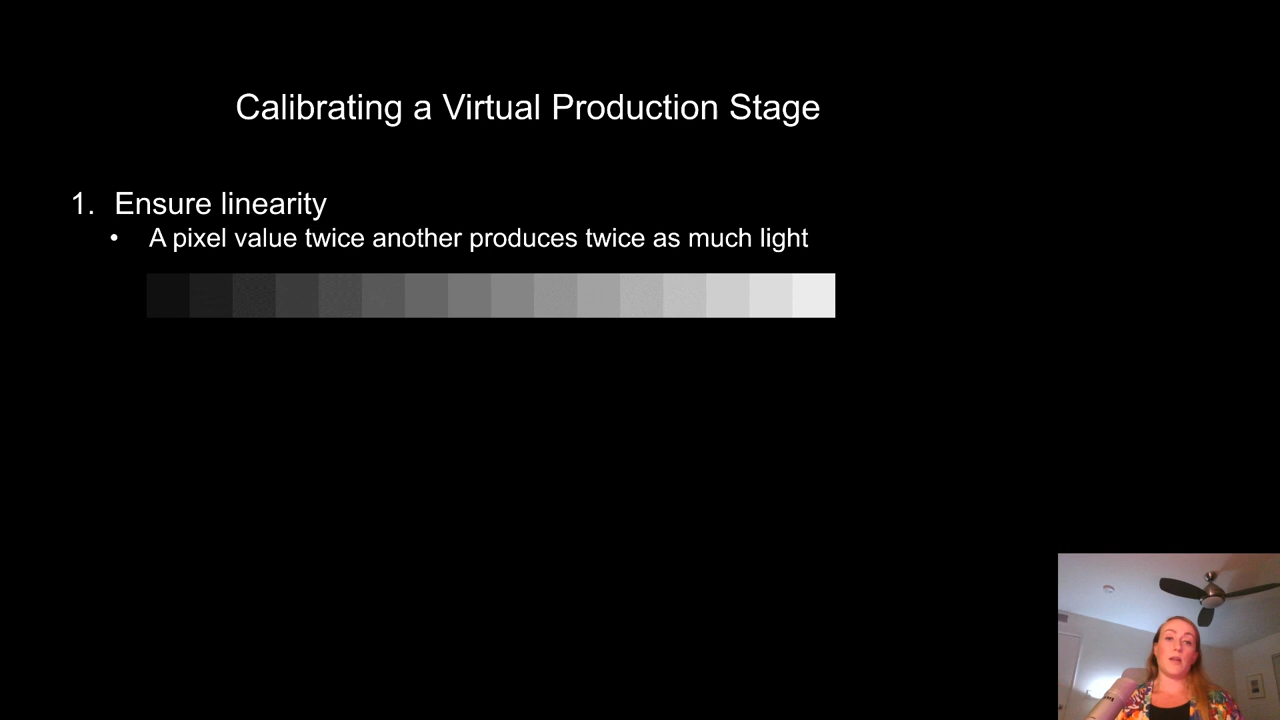 Calibrating a Virtual Production Stage
1. Ensure linearity
• A pixel value twice another produces twice as much light